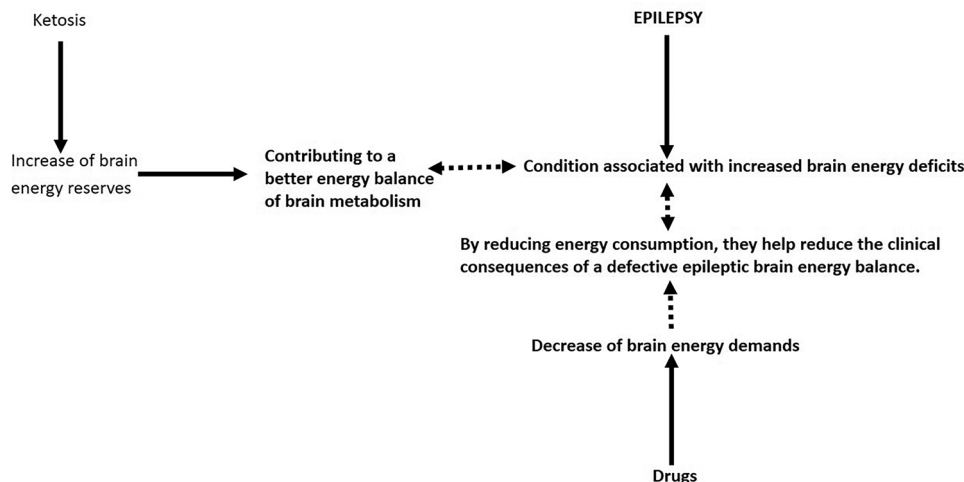 Ketosis
EPILEPSY
Increase of brain
energy reserves
Contributing to a
better energy balance
of brain metabolism
Condition associated with increased brain energy deficits
By reducing energy consumption, they help reduce the clinical
consequences of a defective epileptic brain energy balance.
Decrease of brain energy demands
Drugs